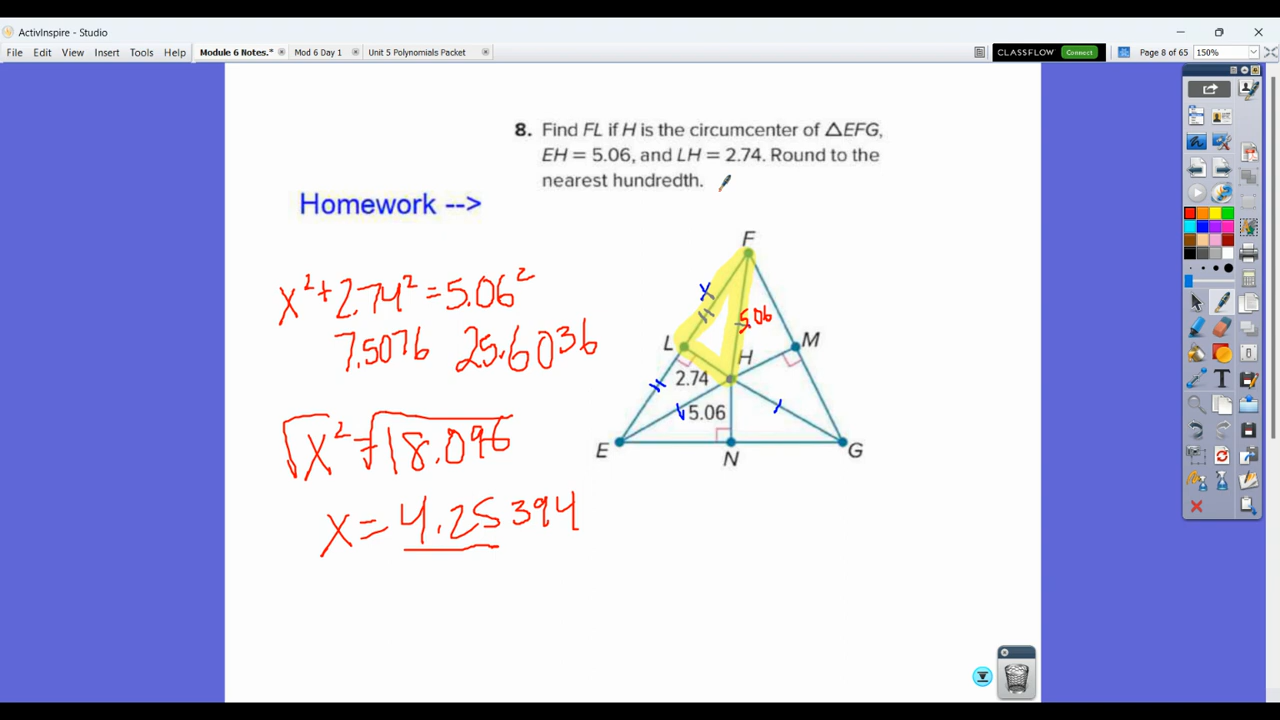 ActivInspire - Studio
File Edit View Insert Tools Help Module 6 Notes.* Mod 6 Day 1 Unit 5 Polynomials Packet CLASSFLOW Connect Page 8 of 65 150%
8. Find FL if H is the circumcenter of △EFG,
EH = 5.06, and LH = 2.74. Round to the
nearest hundredth.
Homework -->
x² + 2.74² = 5.06²
7.5076 25.6036
√x² = √18.096
x = 4.25394
F
x
5.06
L
H
M
2.74
5.06
E
N
G
T